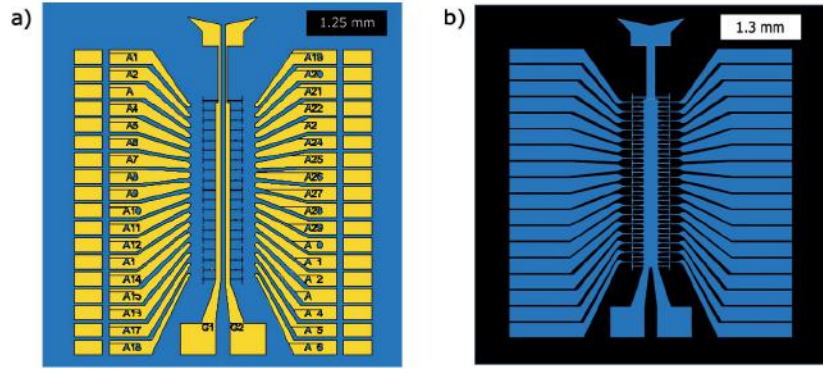 a)
1.25 mm
A1
A2 A20
A A21
A4 A22
A5 A2
A6 A24
A7 A25
A8 A26
A9 A27
A10 A28
A11 A29
A12 A 0
A1 A 1
A14 A 2
A15 A
A 4
A17 A 5
A18 A 6
G1 G2
b)
1.3 mm